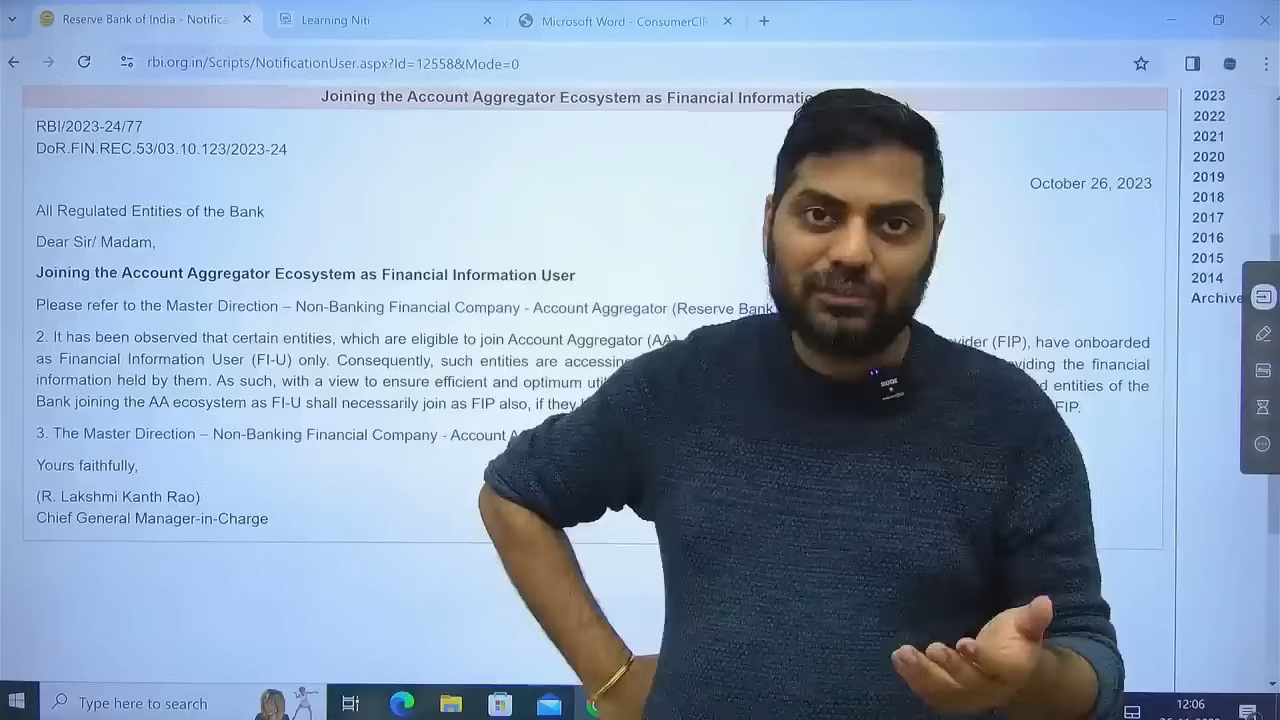 Reserve Bank of India - Notifica
Learning Niti
Microsoft Word - ConsumerCIP
rbi.org.in/Scripts/NotificationUser.aspx?Id=12558&Mode=0
Joining the Account Aggregator Ecosystem as Financial Informatio
RBI/2023-24/77
DoR.FIN.REC.53/03.10.123/2023-24
October 26, 2023
All Regulated Entities of the Bank
Dear Sir/ Madam,
Joining the Account Aggregator Ecosystem as Financial Information User
Please refer to the Master Direction – Non-Banking Financial Company - Account Aggregator (Reserve Bank
2. It has been observed that certain entities, which are eligible to join Account Aggregator (AA) vider (FIP), have onboarded
as Financial Information User (FI-U) only. Consequently, such entities are accessin viding the financial
information held by them. As such, with a view to ensure efficient and optimum uti d entities of the
Bank joining the AA ecosystem as FI-U shall necessarily join as FIP also, if they FIP.
3. The Master Direction – Non-Banking Financial Company - Account A
Yours faithfully,
(R. Lakshmi Kanth Rao)
Chief General Manager-in-Charge
2023
2022
2021
2020
2019
2018
2017
2016
2015
2014
Archive
RODE
Type here to search
12:06